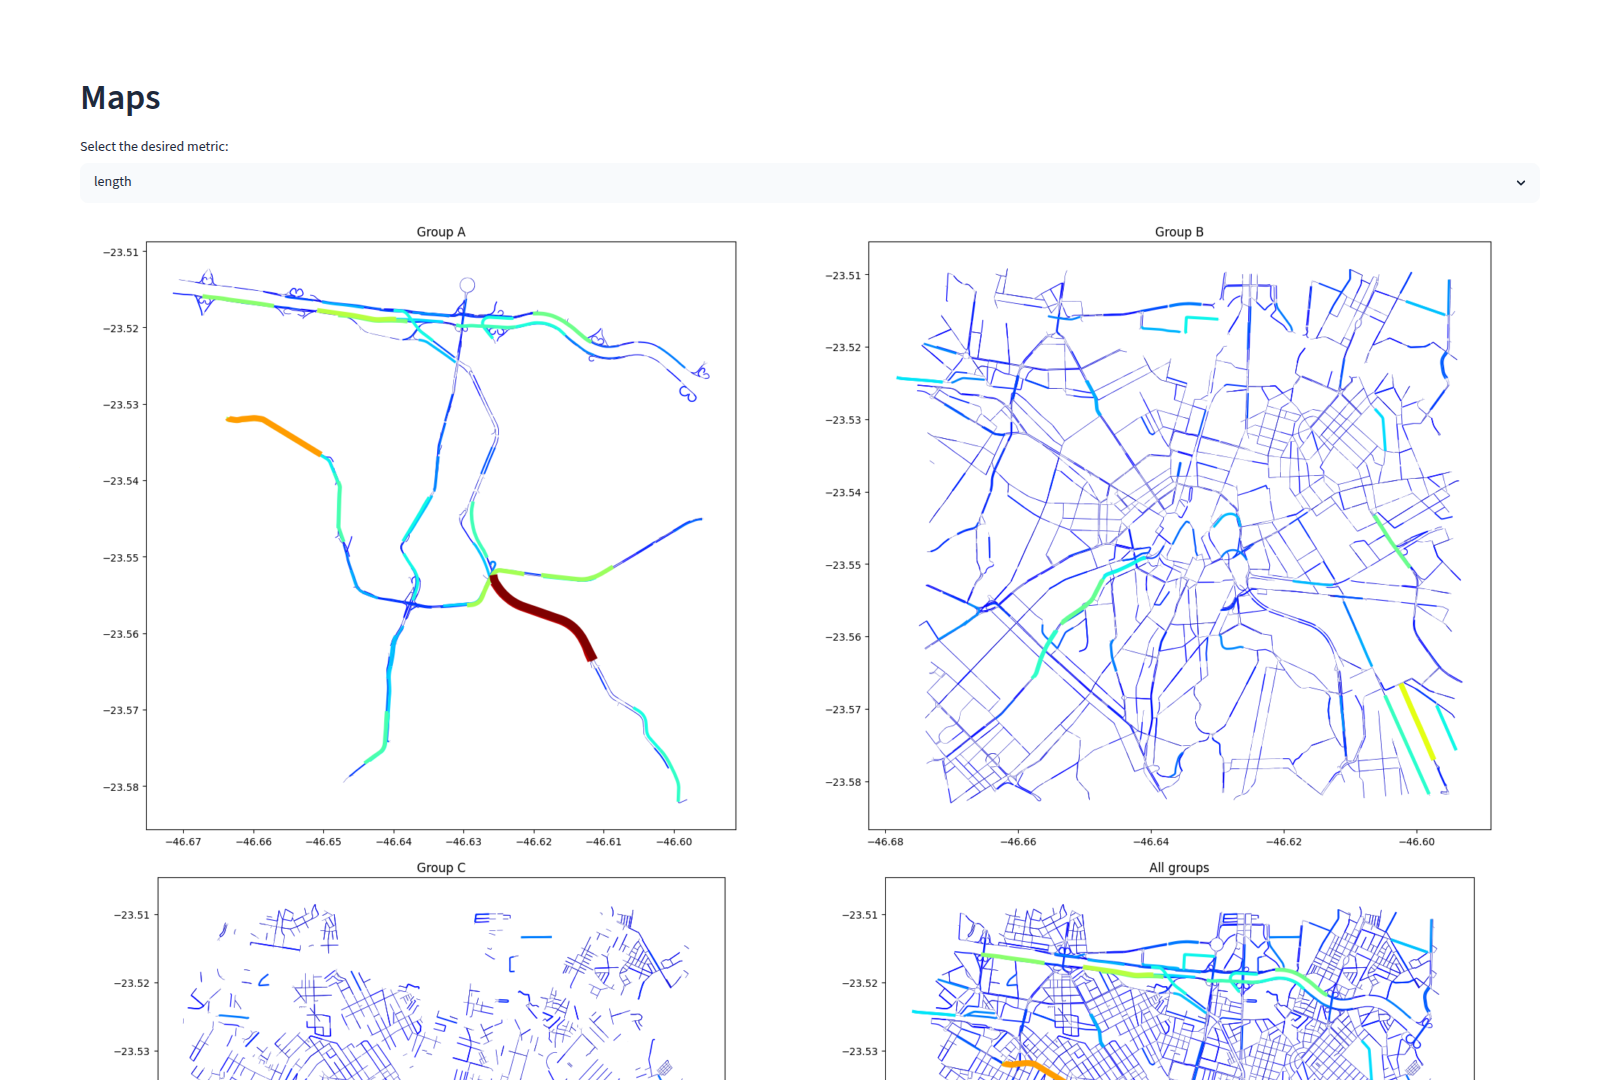 Maps
Select the desired metric:
length
Group A
−23.51
−23.52
−23.53
−23.54
−23.55
−23.56
−23.57
−23.58
−46.67 −46.66 −46.65 −46.64 −46.63 −46.62 −46.61 −46.60
Group B
−23.51
−23.52
−23.53
−23.54
−23.55
−23.56
−23.57
−23.58
−46.68 −46.66 −46.64 −46.62 −46.60
Group C
−23.51
−23.52
−23.53
All groups
−23.51
−23.52
−23.53